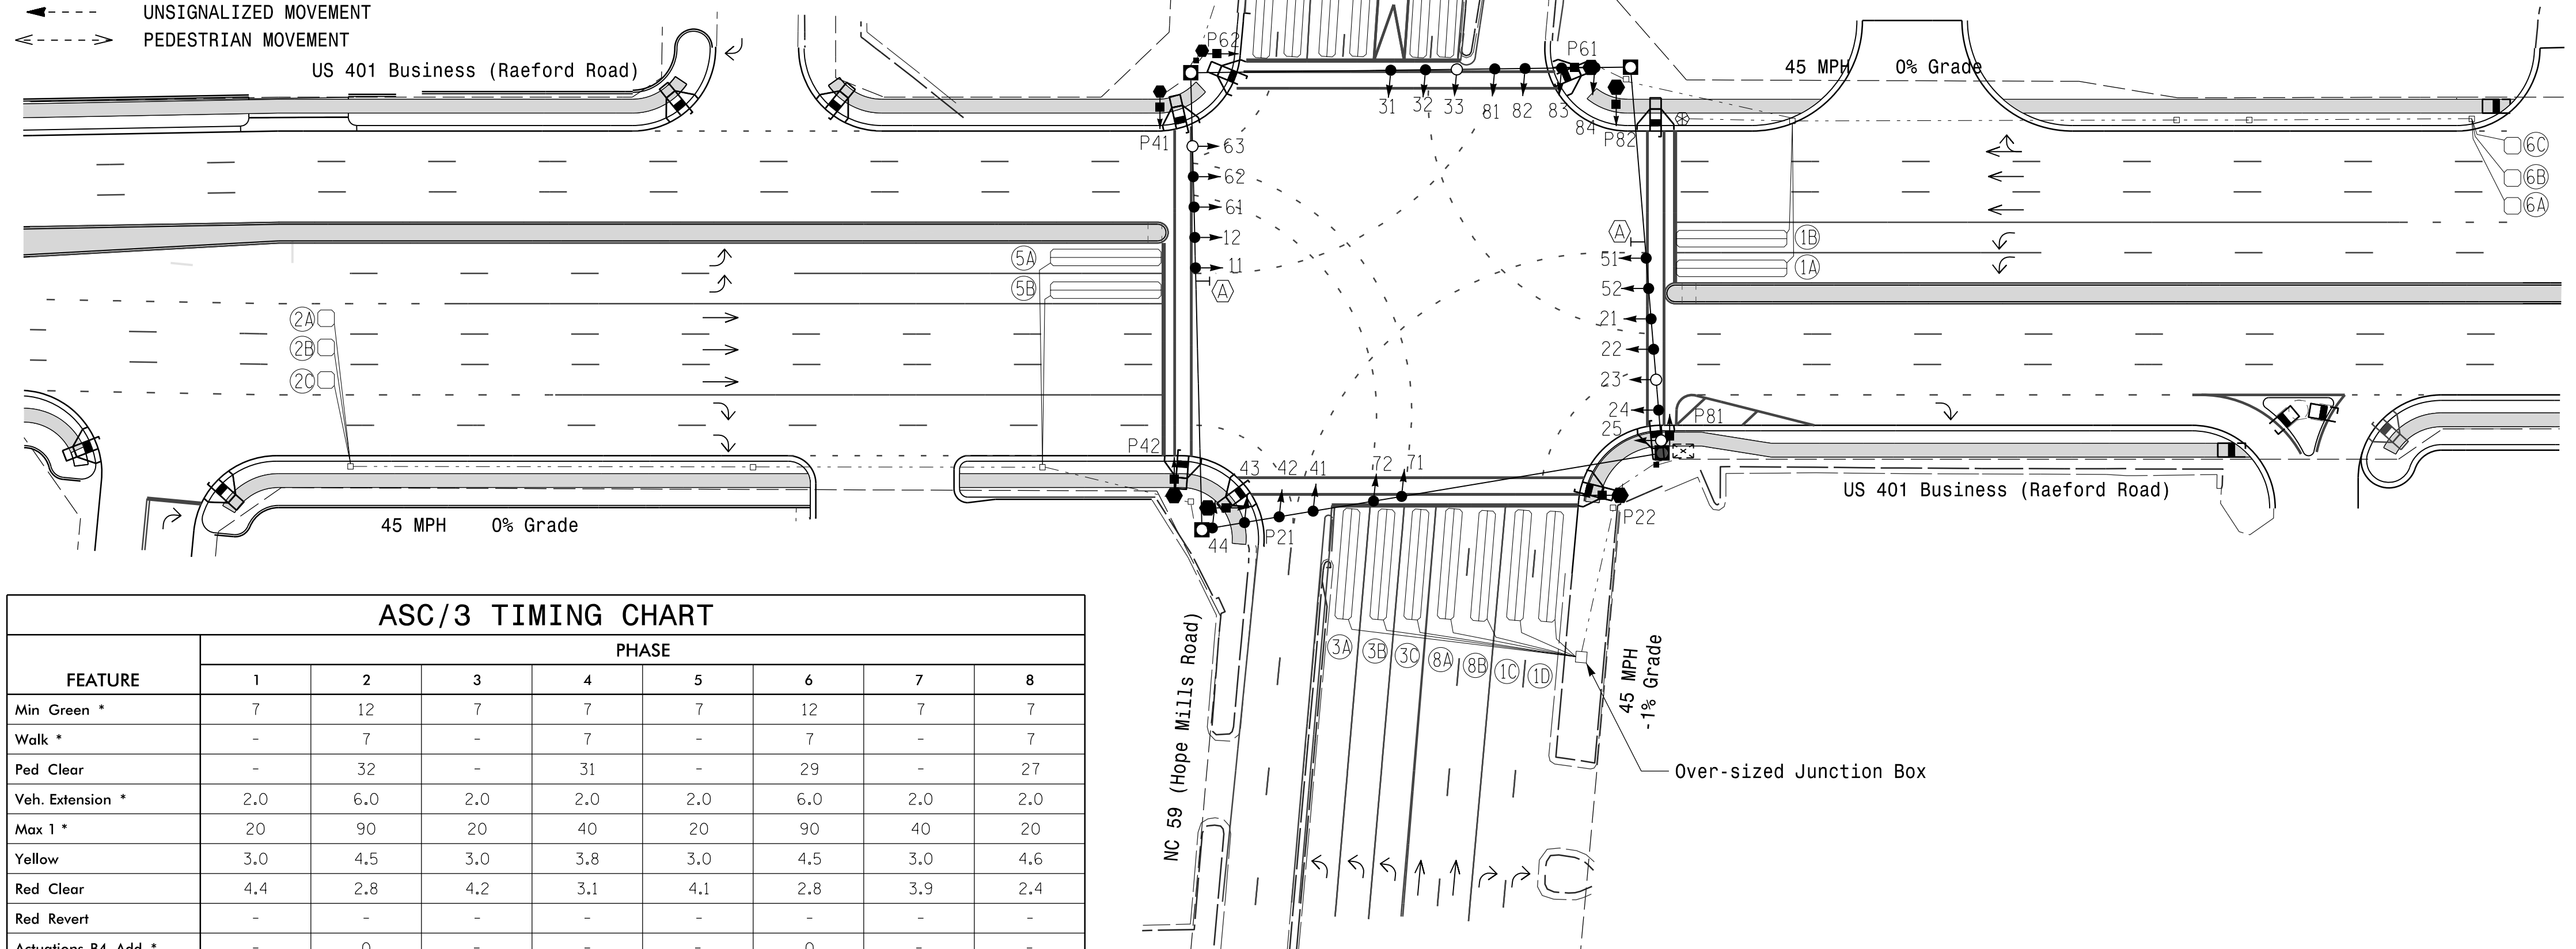 UNSIGNALIZED MOVEMENT
PEDESTRIAN MOVEMENT
US 401 Business (Raeford Road)
45 MPH 0% Grade
P62
P61
31 32 33 81 82 83 84
P41
P82
63
62
61
12
11
A
A
51
52
21
22
23
24
25
P81
6C
6B
6A
1B
1A
5A
5B
2A
2B
2C
P42
43 42 41 72 71
44
P21
P22
US 401 Business (Raeford Road)
45 MPH 0% Grade
3A 3B 3C 8A 8B 1C 1D
NC 59 (Hope Mills Road)
45 MPH
-1% Grade
Over-sized Junction Box
X
ASC/3 TIMING CHART
FEATURE PHASE
1 2 3 4 5 6 7 8
Min Green * 7 12 7 7 7 12 7 7
Walk * - 7 - 7 - 7 - 7
Ped Clear - 32 - 31 - 29 - 27
Veh. Extension * 2.0 6.0 2.0 2.0 2.0 6.0 2.0 2.0
Max 1 * 20 90 20 40 20 90 40 20
Yellow 3.0 4.5 3.0 3.8 3.0 4.5 3.0 4.6
Red Clear 4.4 2.8 4.2 3.1 4.1 2.8 3.9 2.4
Red Revert - - - - - - - -
Actuations B4 Add * - 0 - - - 0 - -